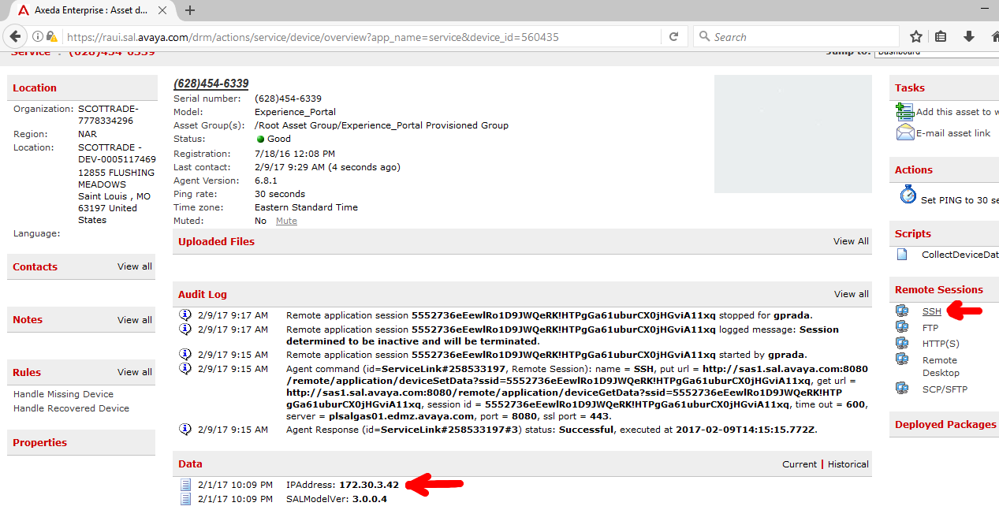 Axeda Enterprise : Asset d...
https://raui.sal.avaya.com/drm/actions/service/device/overview?app_name=service&device_id=560435
Search
Service : (628)454-6339
Jump to: Dashboard
Location
Organization: SCOTTRADE-
7778334296
Region: NAR
Location: SCOTTRADE -
DEV-0005117469
12855 FLUSHING
MEADOWS
Saint Louis , MO
63197 United
States
Language:
Contacts View all
Notes View all
Rules View all
Handle Missing Device
Handle Recovered Device
Properties
(628)454-6339
Serial number: (628)454-6339
Model: Experience_Portal
Asset Group(s): /Root Asset Group/Experience_Portal Provisioned Group
Status: Good
Registration: 7/18/16 12:08 PM
Last contact: 2/9/17 9:29 AM (4 seconds ago)
Agent Version: 6.8.1
Ping rate: 30 seconds
Time zone: Eastern Standard Time
Muted: No Mute
Uploaded Files View All
Audit Log View all
2/9/17 9:17 AM Remote application session 5552736eEewlRo1D9JWQeRK!HTPgGa61uburCX0jHGviA11xq stopped for gprada.
2/9/17 9:17 AM Remote application session 5552736eEewlRo1D9JWQeRK!HTPgGa61uburCX0jHGviA11xq logged message: Session
determined to be inactive and will be terminated.
2/9/17 9:15 AM Remote application session 5552736eEewlRo1D9JWQeRK!HTPgGa61uburCX0jHGviA11xq started by gprada.
2/9/17 9:15 AM Agent command (id=ServiceLink#258533197, Remote Session): name = SSH, put url = http://sas1.sal.avaya.com:8080
/remote/application/deviceSetData?ssid=5552736eEewlRo1D9JWQeRK!HTPgGa61uburCX0jHGviA11xq, get url =
http://sas1.sal.avaya.com:8080/remote/application/deviceGetData?ssid=5552736eEewlRo1D9JWQeRK!HTP
gGa61uburCX0jHGviA11xq, session id = 5552736eEewlRo1D9JWQeRK!HTPgGa61uburCX0jHGviA11xq, time out = 600,
server = plsalgas01.edmz.avaya.com, port = 8080, ssl port = 443.
2/9/17 9:15 AM Agent Response (id=ServiceLink#258533197#3) status: Successful, executed at 2017-02-09T14:15:15.772Z.
Data Current | Historical
2/1/17 10:09 PM IPAddress: 172.30.3.42
2/1/17 10:09 PM SALModelVer: 3.0.0.4
Tasks
Add this asset to w
E-mail asset link
Actions
Set PING to 30 se
Scripts
CollectDeviceDat
Remote Sessions
SSH
FTP
HTTP(S)
Remote
Desktop
SCP/SFTP
Deployed Packages